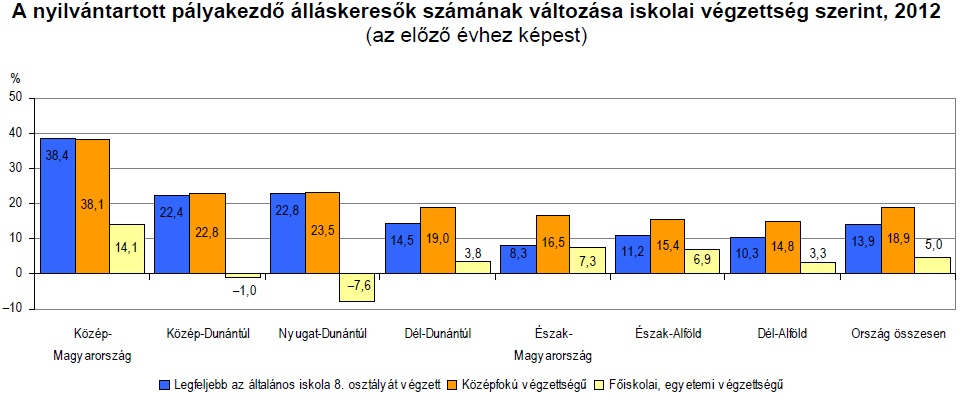 A nyilvántartott pályakezdő álláskeresők számának változása iskolai végzettség szerint, 2012
(az előző évhez képest)
%
50
40
30
20
10
0
–10
38,4
38,1
14,1
22,4
22,8
–1,0
22,8
23,5
–7,6
14,5
19,0
3,8
8,3
16,5
7,3
11,2
15,4
6,9
10,3
14,8
3,3
13,9
18,9
5,0
Közép-
Magyarország
Közép-Dunántúl
Nyugat-Dunántúl
Dél-Dunántúl
Észak-
Magyarország
Észak-Alföld
Dél-Alföld
Ország összesen
Legfeljebb az általános iskola 8. osztályát végzett
Középfokú végzettségű
Főiskolai, egyetemi végzettségű